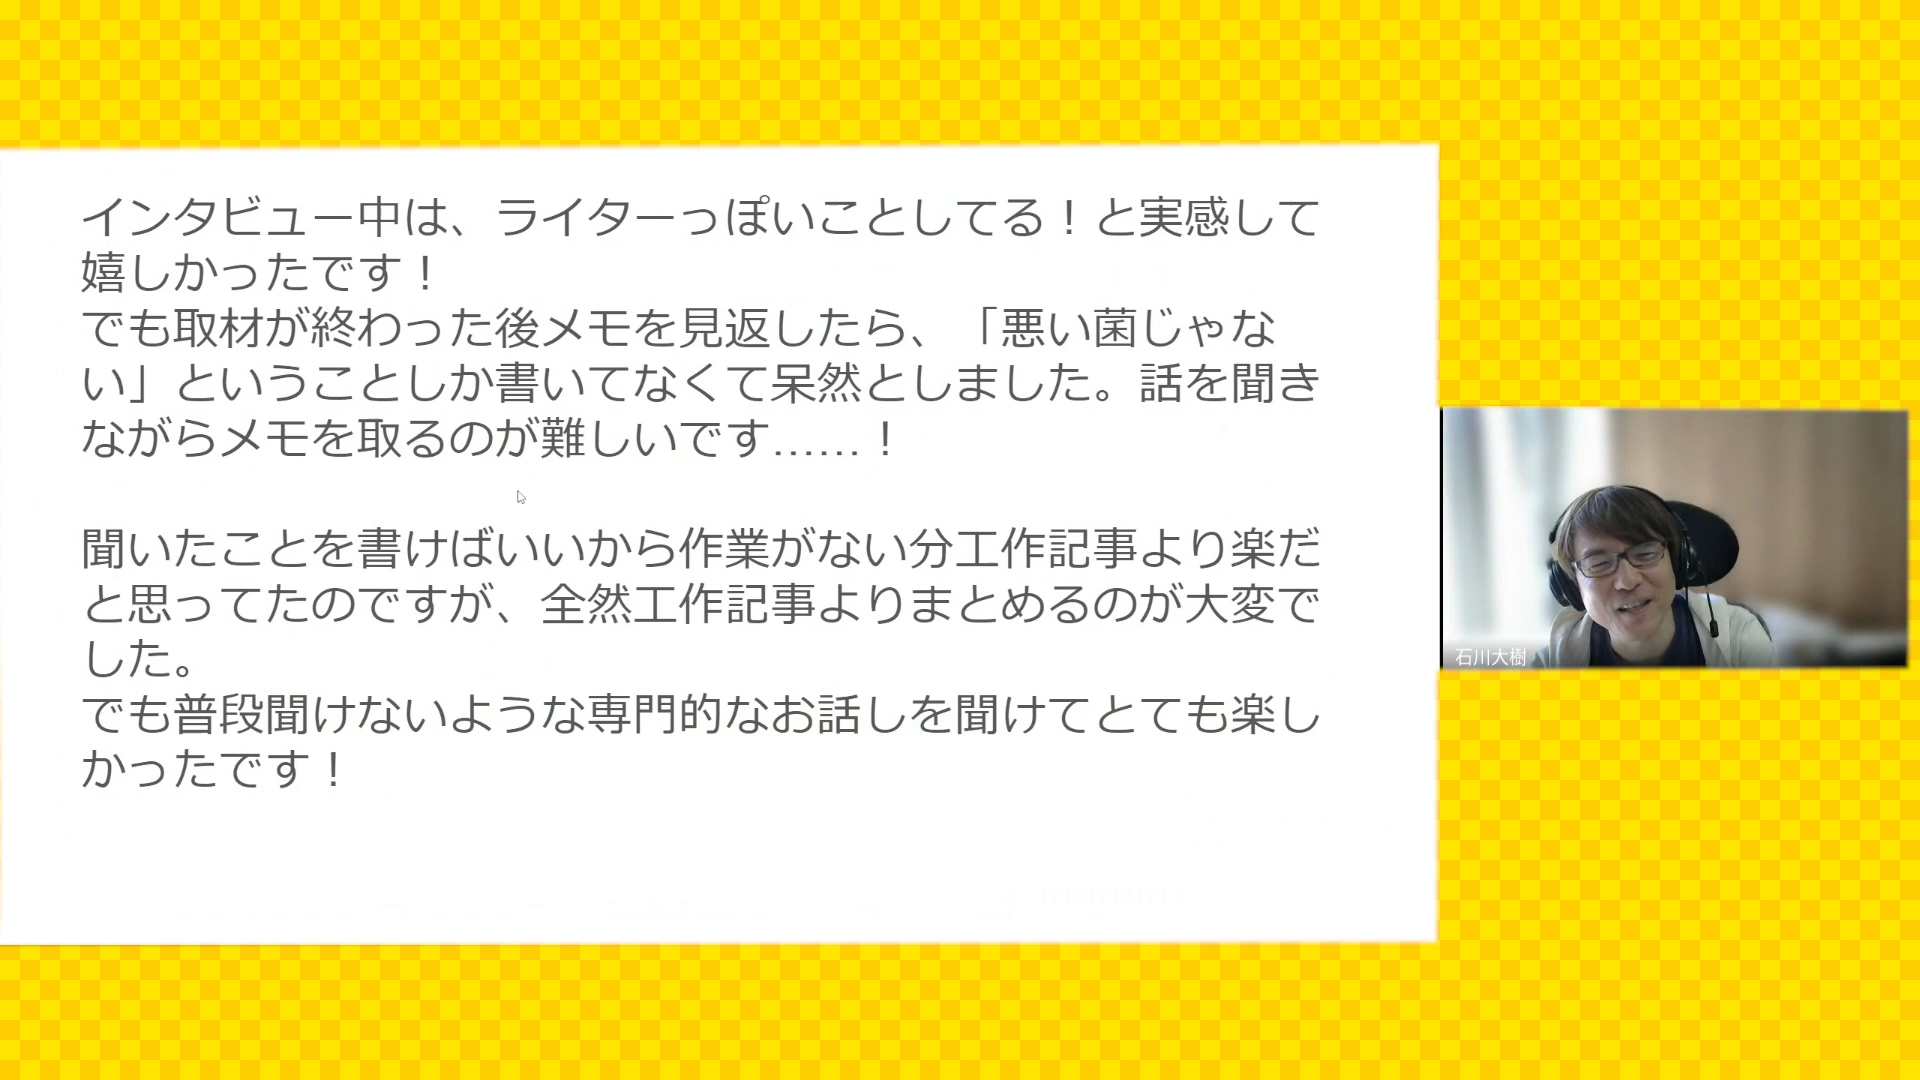 インタビュー中は、ライターっぽいことしてる！と実感して
嬉しかったです！
でも取材が終わった後メモを見返したら、「悪い菌じゃな
い」ということしか書いてなくて呆然としました。話を聞き
ながらメモを取るのが難しいです……！
聞いたことを書けばいいから作業がない分工作記事より楽だ
と思ってたのですが、全然工作記事よりまとめるのが大変で
した。
でも普段聞けないような専門的なお話しを聞けてとても楽し
かったです！
石川大樹